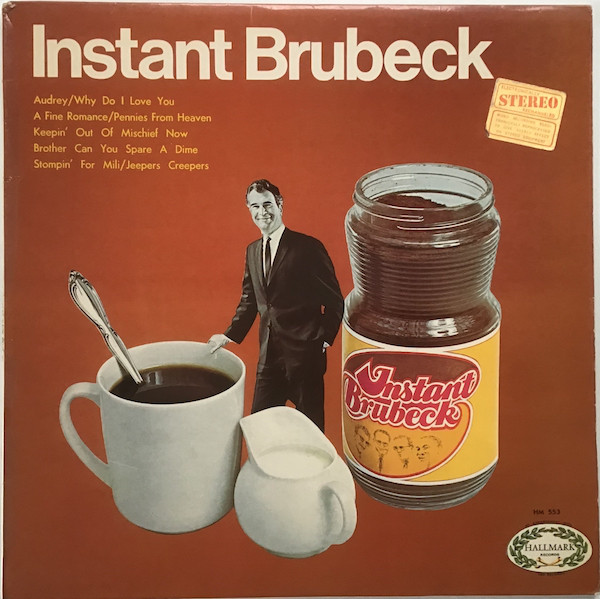 Instant Brubeck
Audrey/Why Do I Love You
A Fine Romance/Pennies From Heaven
Keepin' Out Of Mischief Now
Brother Can You Spare A Dime
Stompin' For Mili/Jeepers Creepers
STEREO
Instant
Brubeck
HM 553
HALLMARK